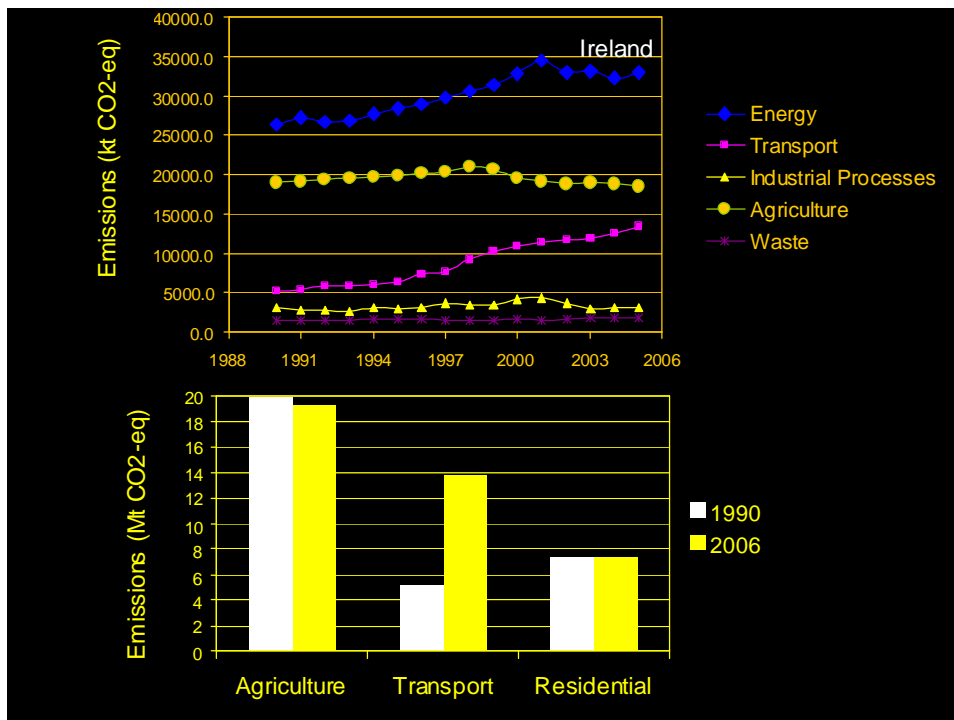 40000.0
35000.0
30000.0
25000.0
20000.0
15000.0
10000.0
5000.0
0.0
Emissions (kt CO2-eq)
Ireland
1988 1991 1994 1997 2000 2003 2006
Energy
Transport
Industrial Processes
Agriculture
Waste
20
18
16
14
12
10
8
6
4
2
0
Emissions (Mt CO2-eq)
Agriculture Transport Residential
1990
2006